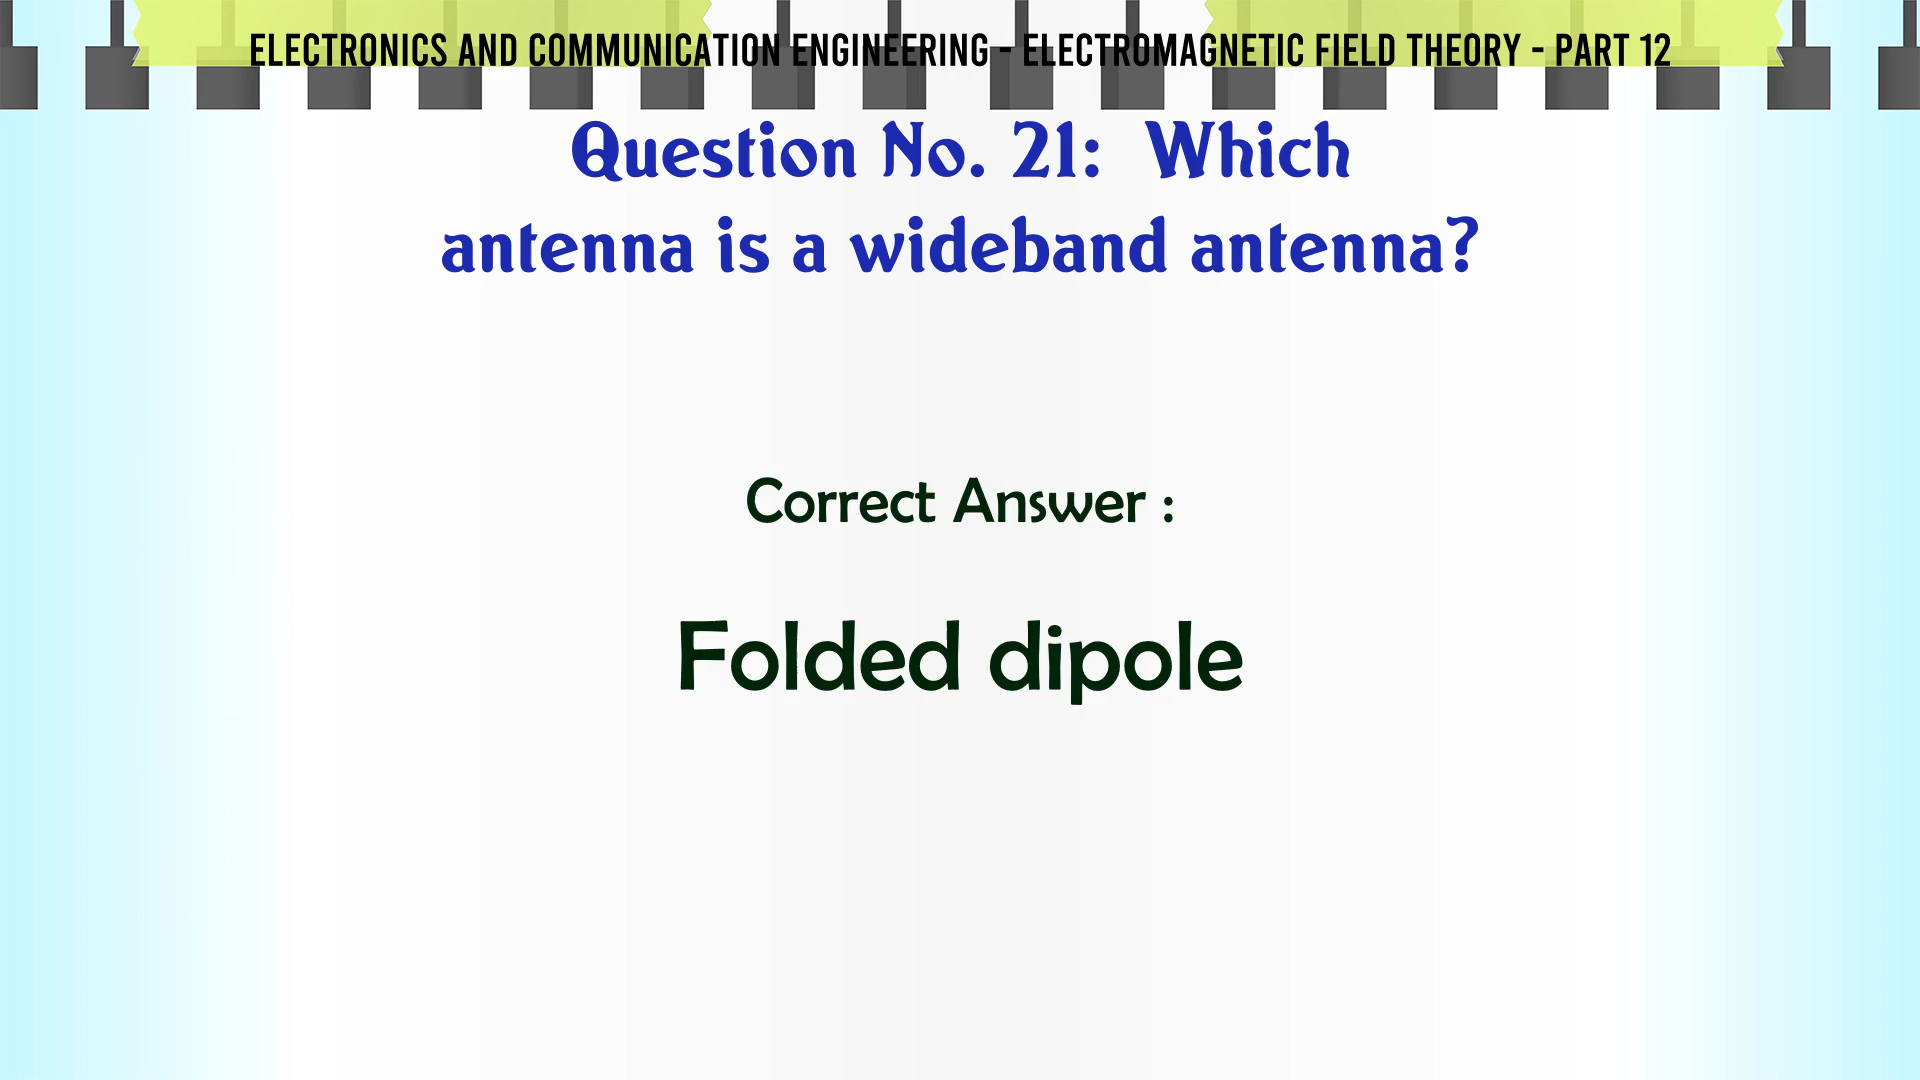 ELECTRONICS AND COMMUNICATION ENGINEERING - ELECTROMAGNETIC FIELD THEORY - PART 12
Question No. 21:  Which
antenna is a wideband antenna?
Correct Answer :
Folded dipole